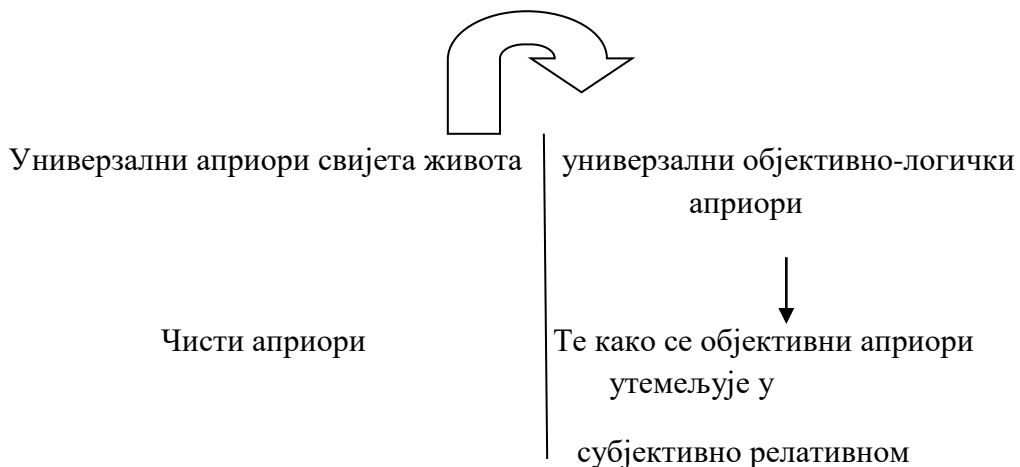 Универзални априори свијета живота
универзални објективно-логички
априори
Чисти априори
Те како се објективни априори
утемељује у
субјективно релативном